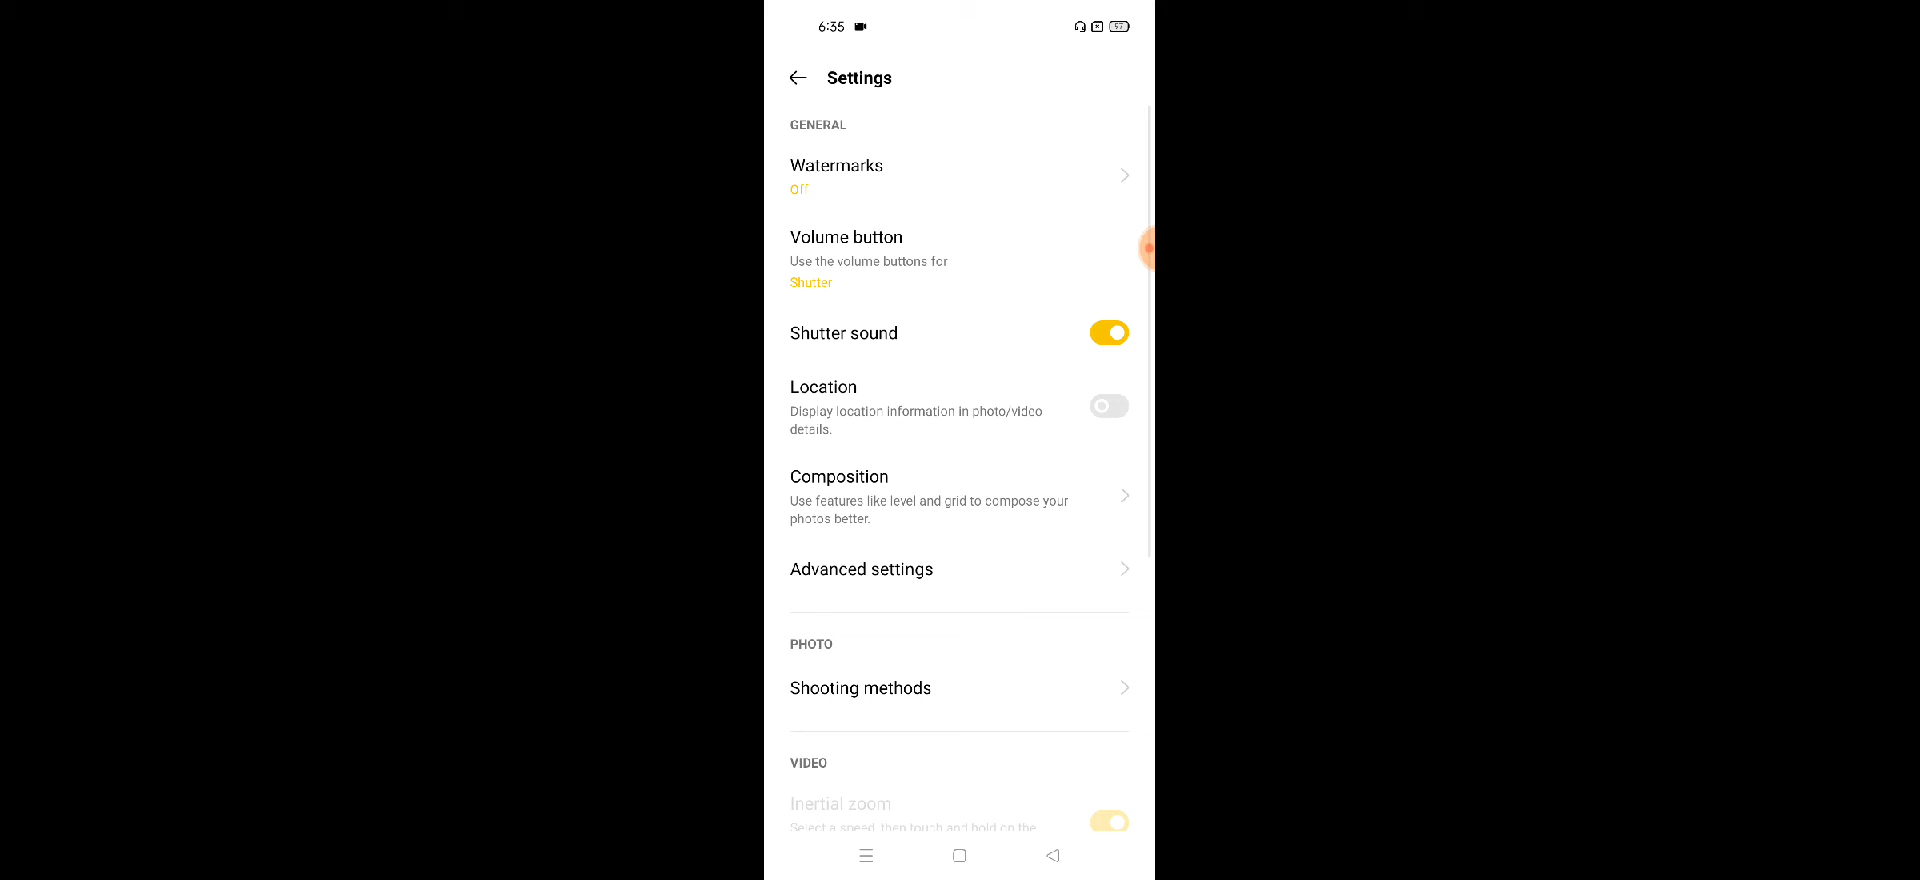 6:35
97
Settings
GENERAL
Watermarks
Off
Volume button
Use the volume buttons for
Shutter
Shutter sound
Location
Display location information in photo/video
details.
Composition
Use features like level and grid to compose your
photos better.
Advanced settings
PHOTO
Shooting methods
VIDEO
Inertial zoom
Select a speed, then touch and hold on the